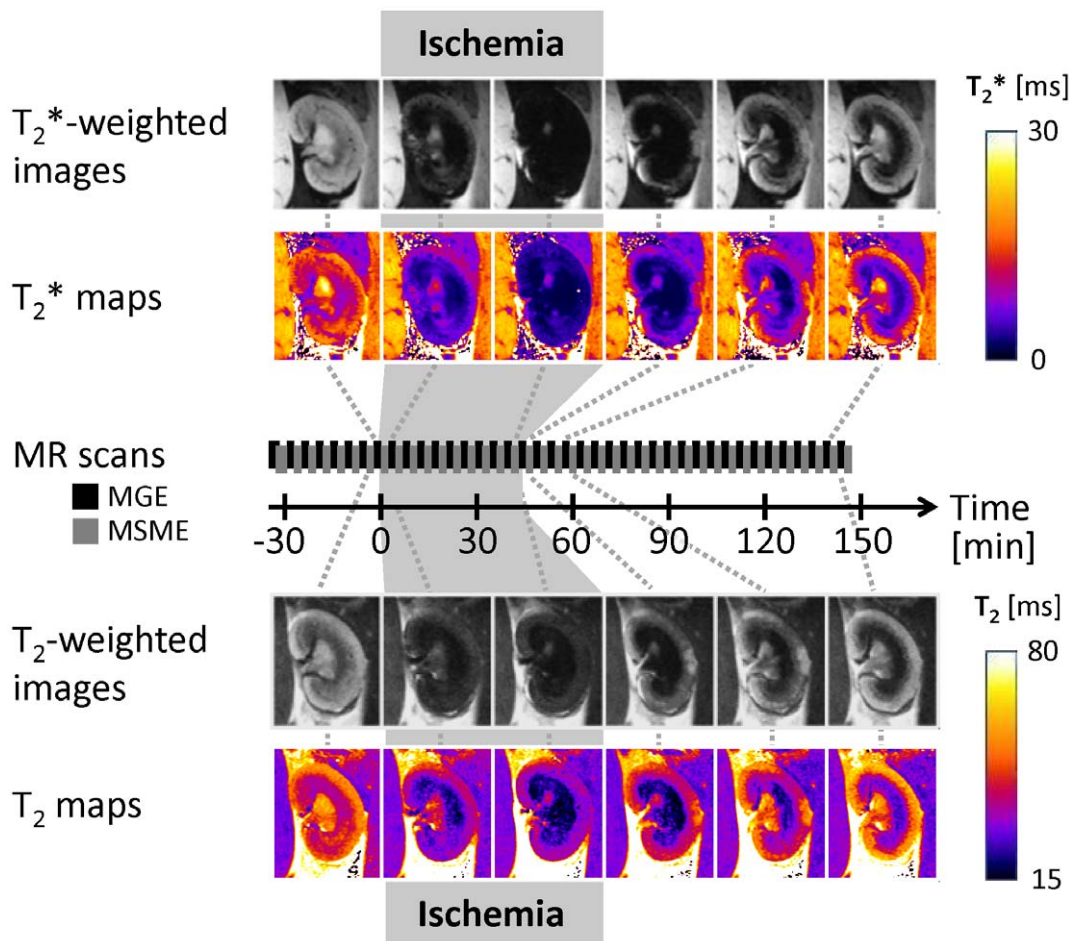 Ischemia
T2*-weighted
images
T2* [ms]
30
T2* maps
0
MR scans
MGE
MSME
Time
[min]
-30 0 30 60 90 120 150
T2-weighted
images
T2 [ms]
80
T2 maps
15
Ischemia